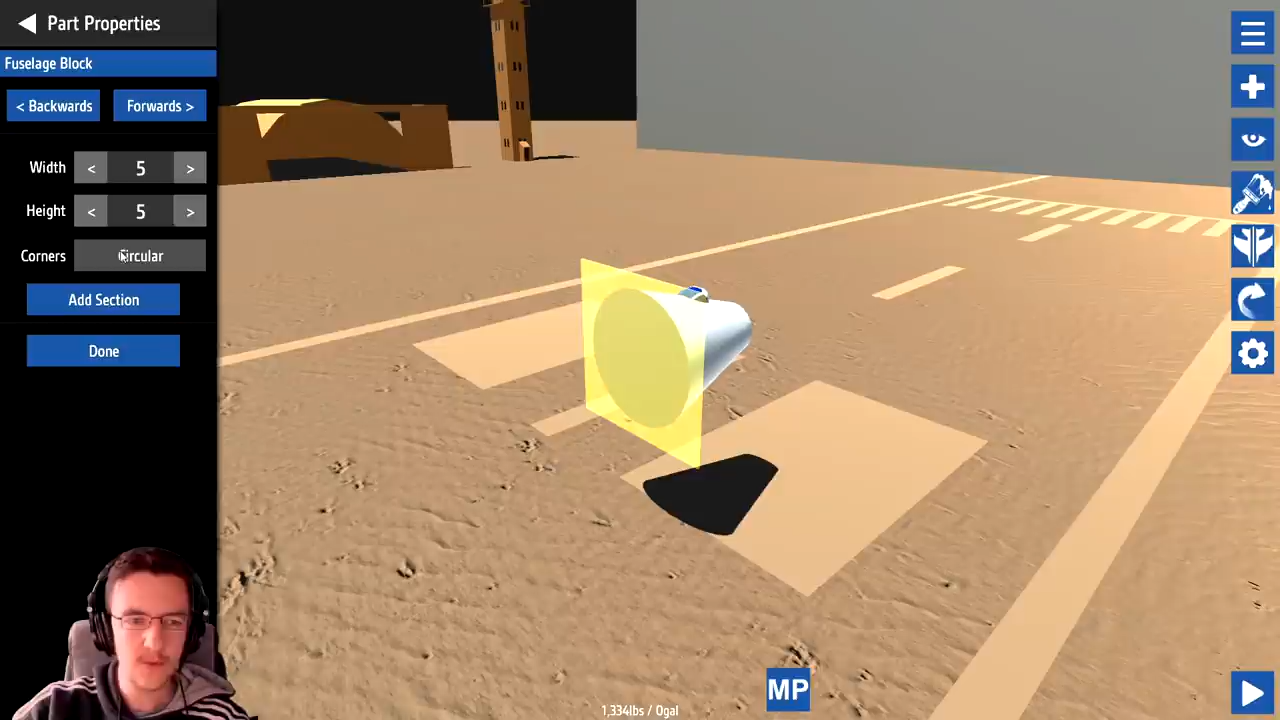 Part Properties
Fuselage Block
< Backwards
Forwards >
Width < 5 >
Height < 5 >
Corners Circular
Add Section
Done
MP
1,334lbs / 0gal